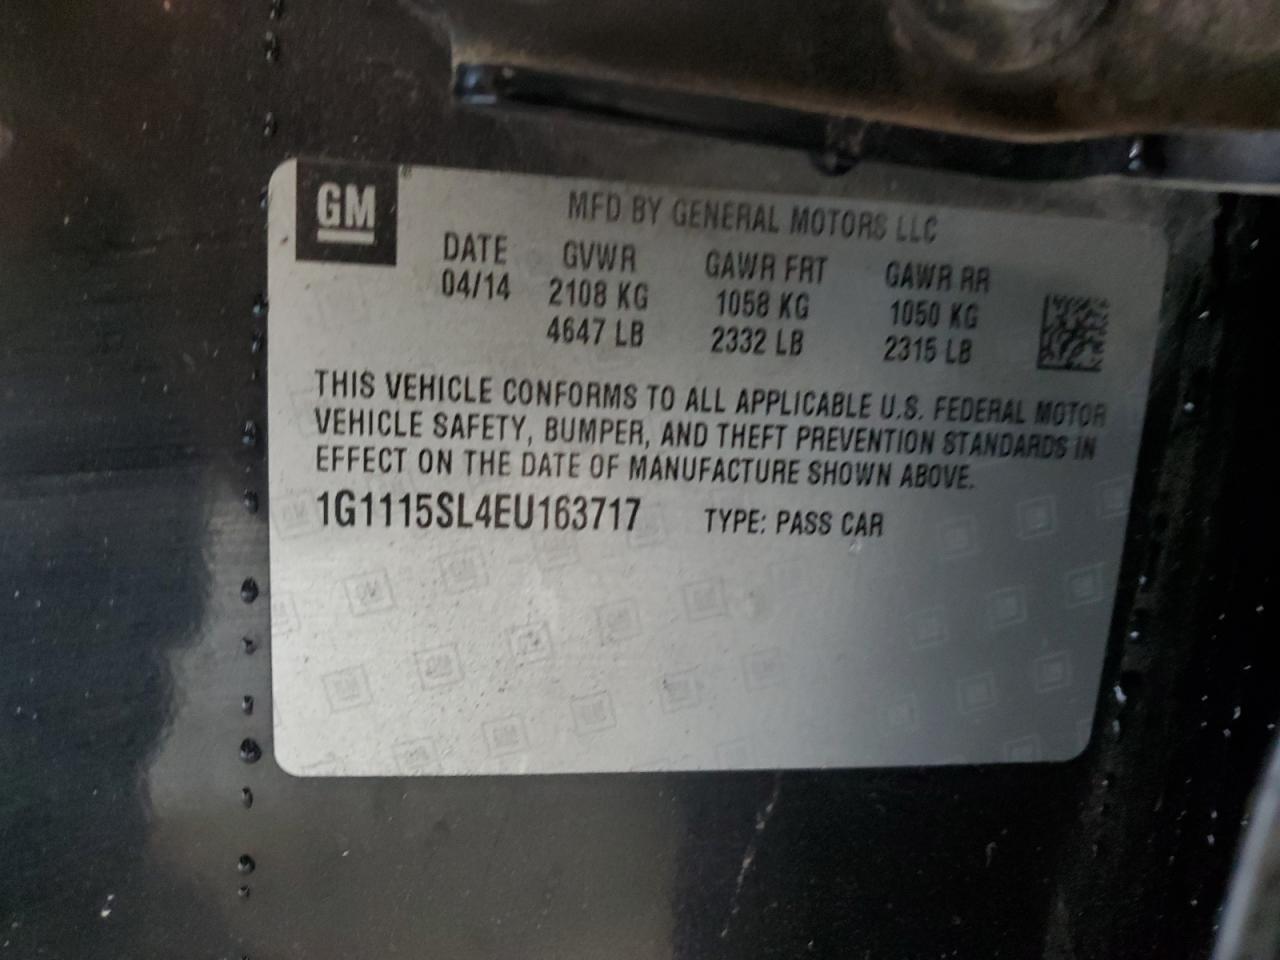 GM
MFD BY GENERAL MOTORS LLC
DATE GVWR GAWR FRT GAWR RR
04/14 2108 KG 1058 KG 1050 KG
4647 LB 2332 LB 2315 LB
THIS VEHICLE CONFORMS TO ALL APPLICABLE U.S. FEDERAL MOTOR
VEHICLE SAFETY, BUMPER, AND THEFT PREVENTION STANDARDS IN
EFFECT ON THE DATE OF MANUFACTURE SHOWN ABOVE.
1G1115SL4EU163717 TYPE: PASS CAR